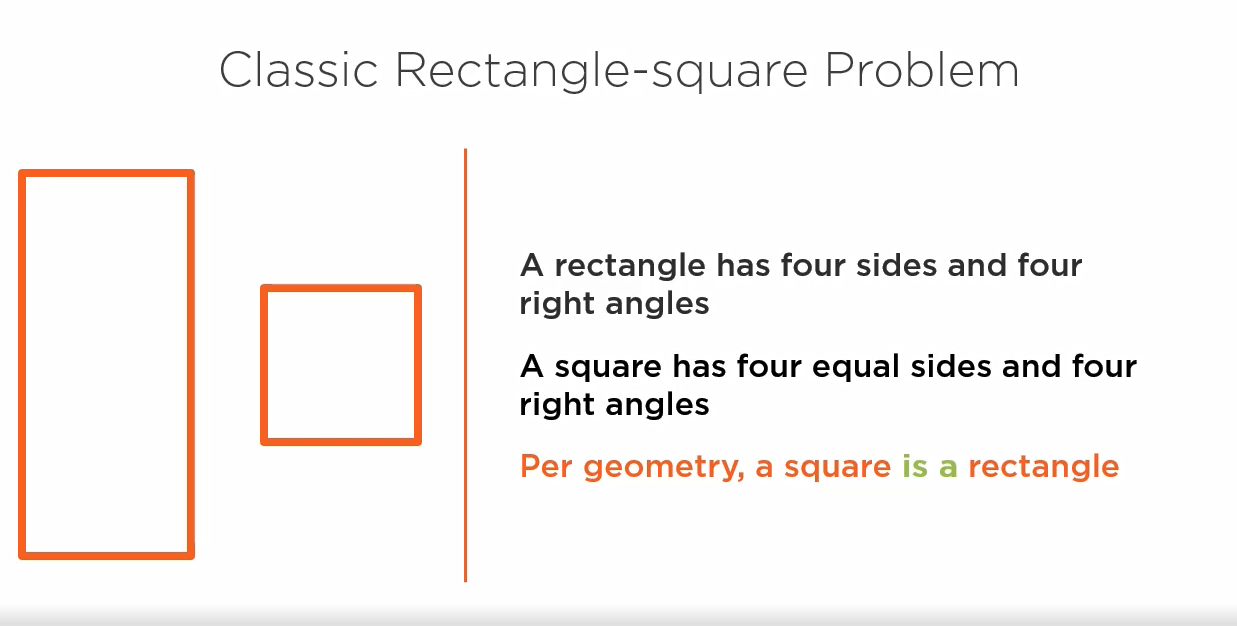 Classic Rectangle-square Problem
A rectangle has four sides and four
right angles
A square has four equal sides and four
right angles
Per geometry, a square is a rectangle